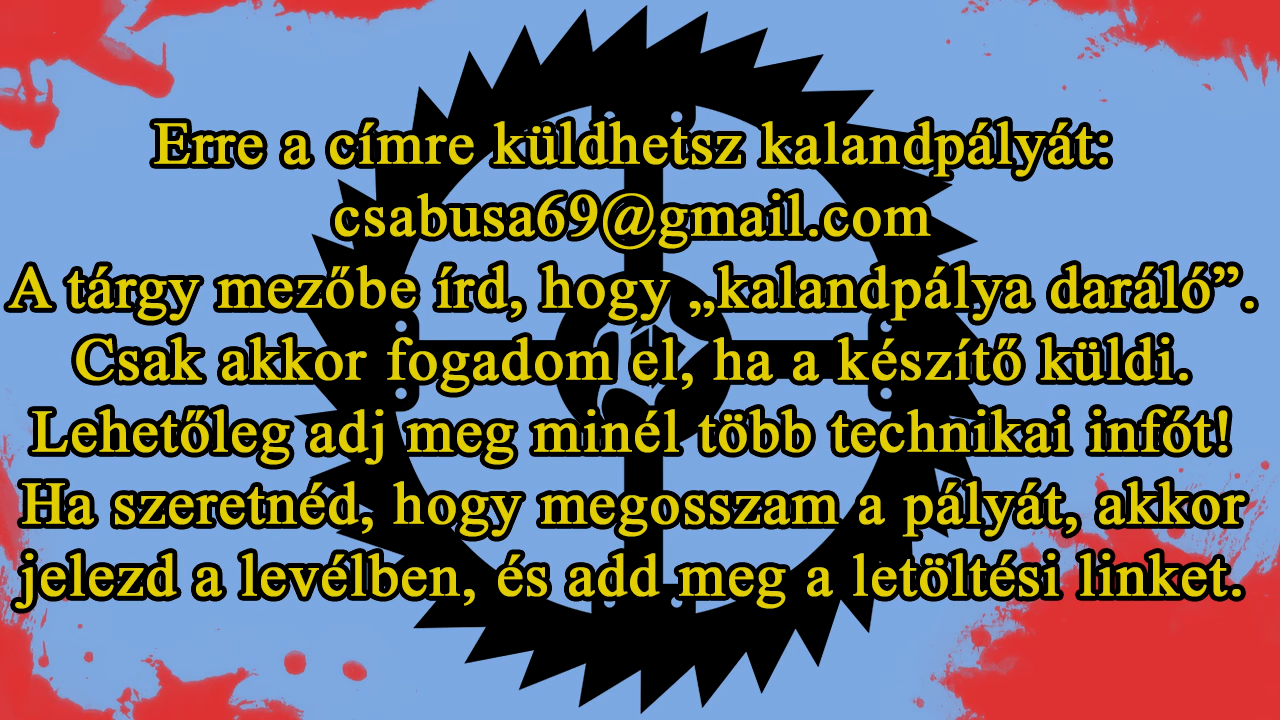 Erre a címre küldhetsz kalandpályát:
csabusa69@gmail.com
A tárgy mezőbe írd, hogy „kalandpálya daráló”.
Csak akkor fogadom el, ha a készítő küldi.
Lehetőleg adj meg minél több technikai infót!
Ha szeretnéd, hogy megosszam a pályát, akkor
jelezd a levélben, és add meg a letöltési linket.